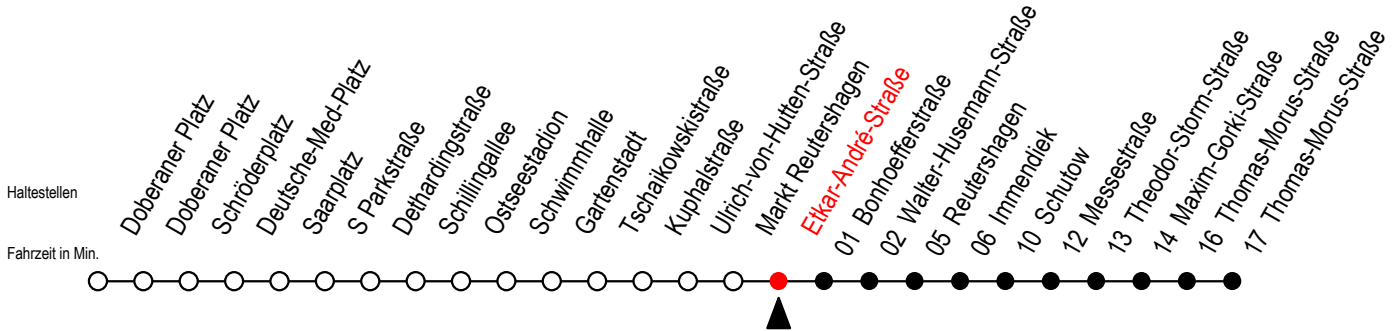 Haltestellen
Doberaner Platz
Doberaner Platz
Schröderplatz
Deutsche-Med-Platz
Saarplatz
S Parkstraße
Dethardingstraße
Schillingallee
Ostseestadion
Schwimmhalle
Gartenstadt
Tschaikowskistraße
Kuphalstraße
Ulrich-von-Hutten-Straße
Markt Reutershagen
Etkar-André-Straße
01 Bonhoefferstraße
02 Walter-Husemann-Straße
05 Reutershagen
06 Immendiek
10 Schutow
12 Messestraße
13 Theodor-Storm-Straße
14 Maxim-Gorki-Straße
16 Thomas-Morus-Straße
17 Thomas-Morus-Straße
Fahrzeit in Min.